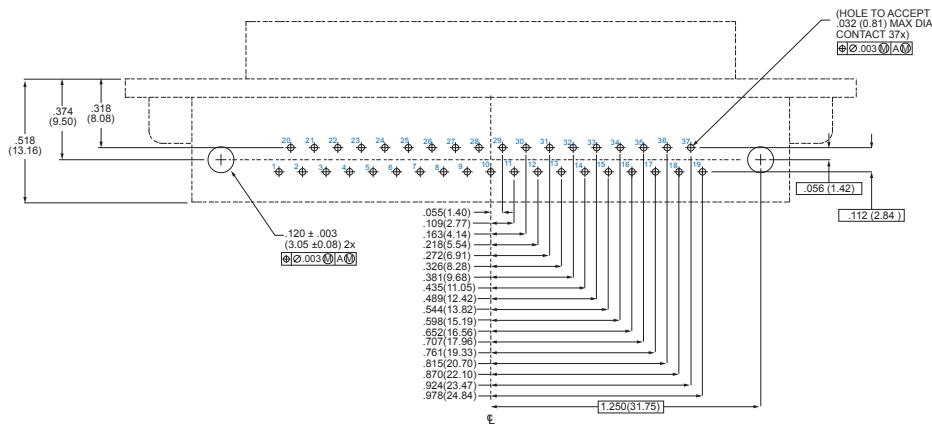 (HOLE TO ACCEPT
.032 (0.81) MAX DIA
CONTACT 37x)
⌖ Ø.003Ⓜ AⓂ
.518
(13.16)
.374
(9.50)
.318
(8.08)
20 21 22 23 24 25 26 27 28 29 30 31 32 33 34 35 36 37
1 2 3 4 5 6 7 8 9 10 11 12 13 14 15 16 17 18 19
.056 (1.42)
.112 (2.84 )
.120 ± .003
(3.05 ±0.08) 2x
⌖ Ø.003Ⓜ AⓂ
.055(1.40)
.109(2.77)
.163(4.14)
.218(5.54)
.272(6.91)
.326(8.28)
.381(9.68)
.435(11.05)
.489(12.42)
.544(13.82)
.598(15.19)
.652(16.56)
.707(17.96)
.761(19.33)
.815(20.70)
.870(22.10)
.924(23.47)
.978(24.84)
1.250(31.75)
℄